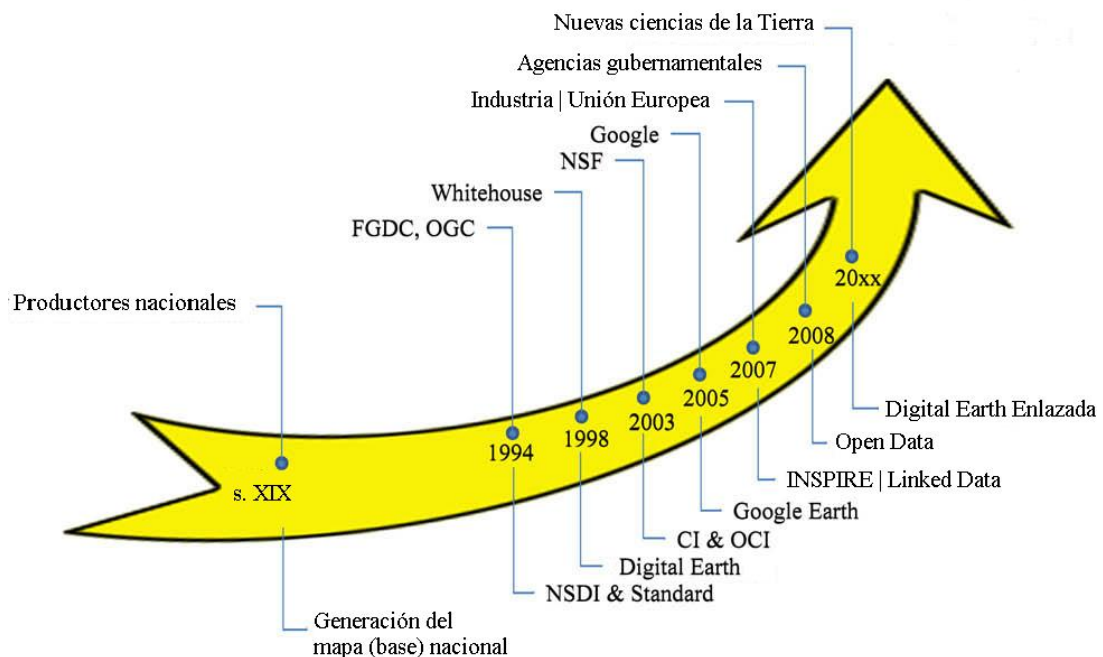 Nuevas ciencias de la Tierra
Agencias gubernamentales
Industria | Unión Europea
Google
NSF
Whitehouse
FGDC, OGC
Productores nacionales
20xx
2008
2007
2005
2003
1998
1994
s. XIX
Digital Earth Enlazada
Open Data
INSPIRE | Linked Data
Google Earth
CI & OCI
Digital Earth
NSDI & Standard
Generación del
mapa (base) nacional